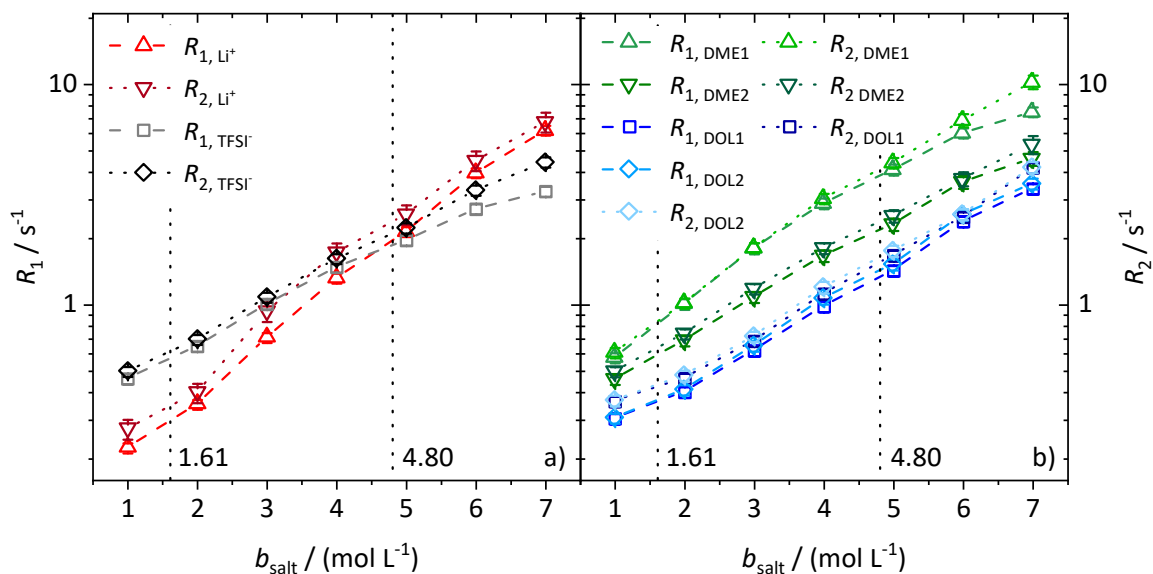 R₁ / s⁻¹
10
1
R₁, Li⁺
R₂, Li⁺
R₁, TFSI⁻
R₂, TFSI⁻
1.61
4.80
a)
1 2 3 4 5 6 7
b_salt / (mol L⁻¹)
R₁, DME1
R₂, DME1
R₁, DME2
R₂ DME2
R₁, DOL1
R₂, DOL1
R₁, DOL2
R₂, DOL2
1.61
4.80
b)
1 2 3 4 5 6 7
b_salt / (mol L⁻¹)
10
1
R₂ / s⁻¹